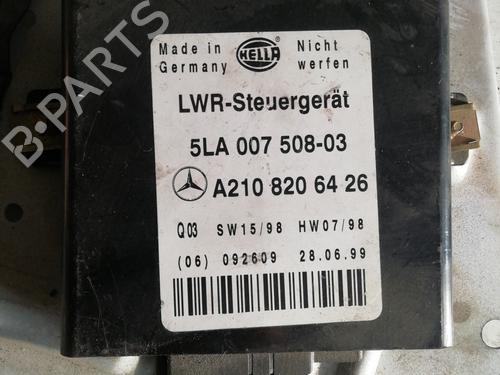 Made in Germany
HELLA
Nicht werfen
LWR-Steuergerät
5LA 007 508-03
A210 820 64 26
Q03 SW15/98 HW07/98
(06) 092609 28.06.99
B-PARTS